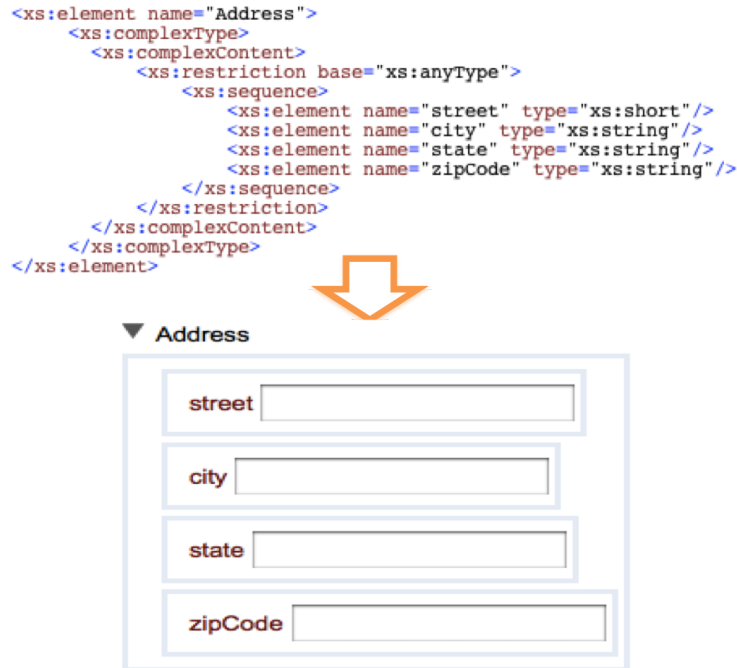 <xs:element name="Address">
<xs:complexType>
<xs:complexContent>
<xs:restriction base="xs:anyType">
<xs:sequence>
<xs:element name="street" type="xs:short"/>
<xs:element name="city" type="xs:string"/>
<xs:element name="state" type="xs:string"/>
<xs:element name="zipCode" type="xs:string"/>
</xs:sequence>
</xs:restriction>
</xs:complexContent>
</xs:complexType>
</xs:element>
Address
street
city
state
zipCode